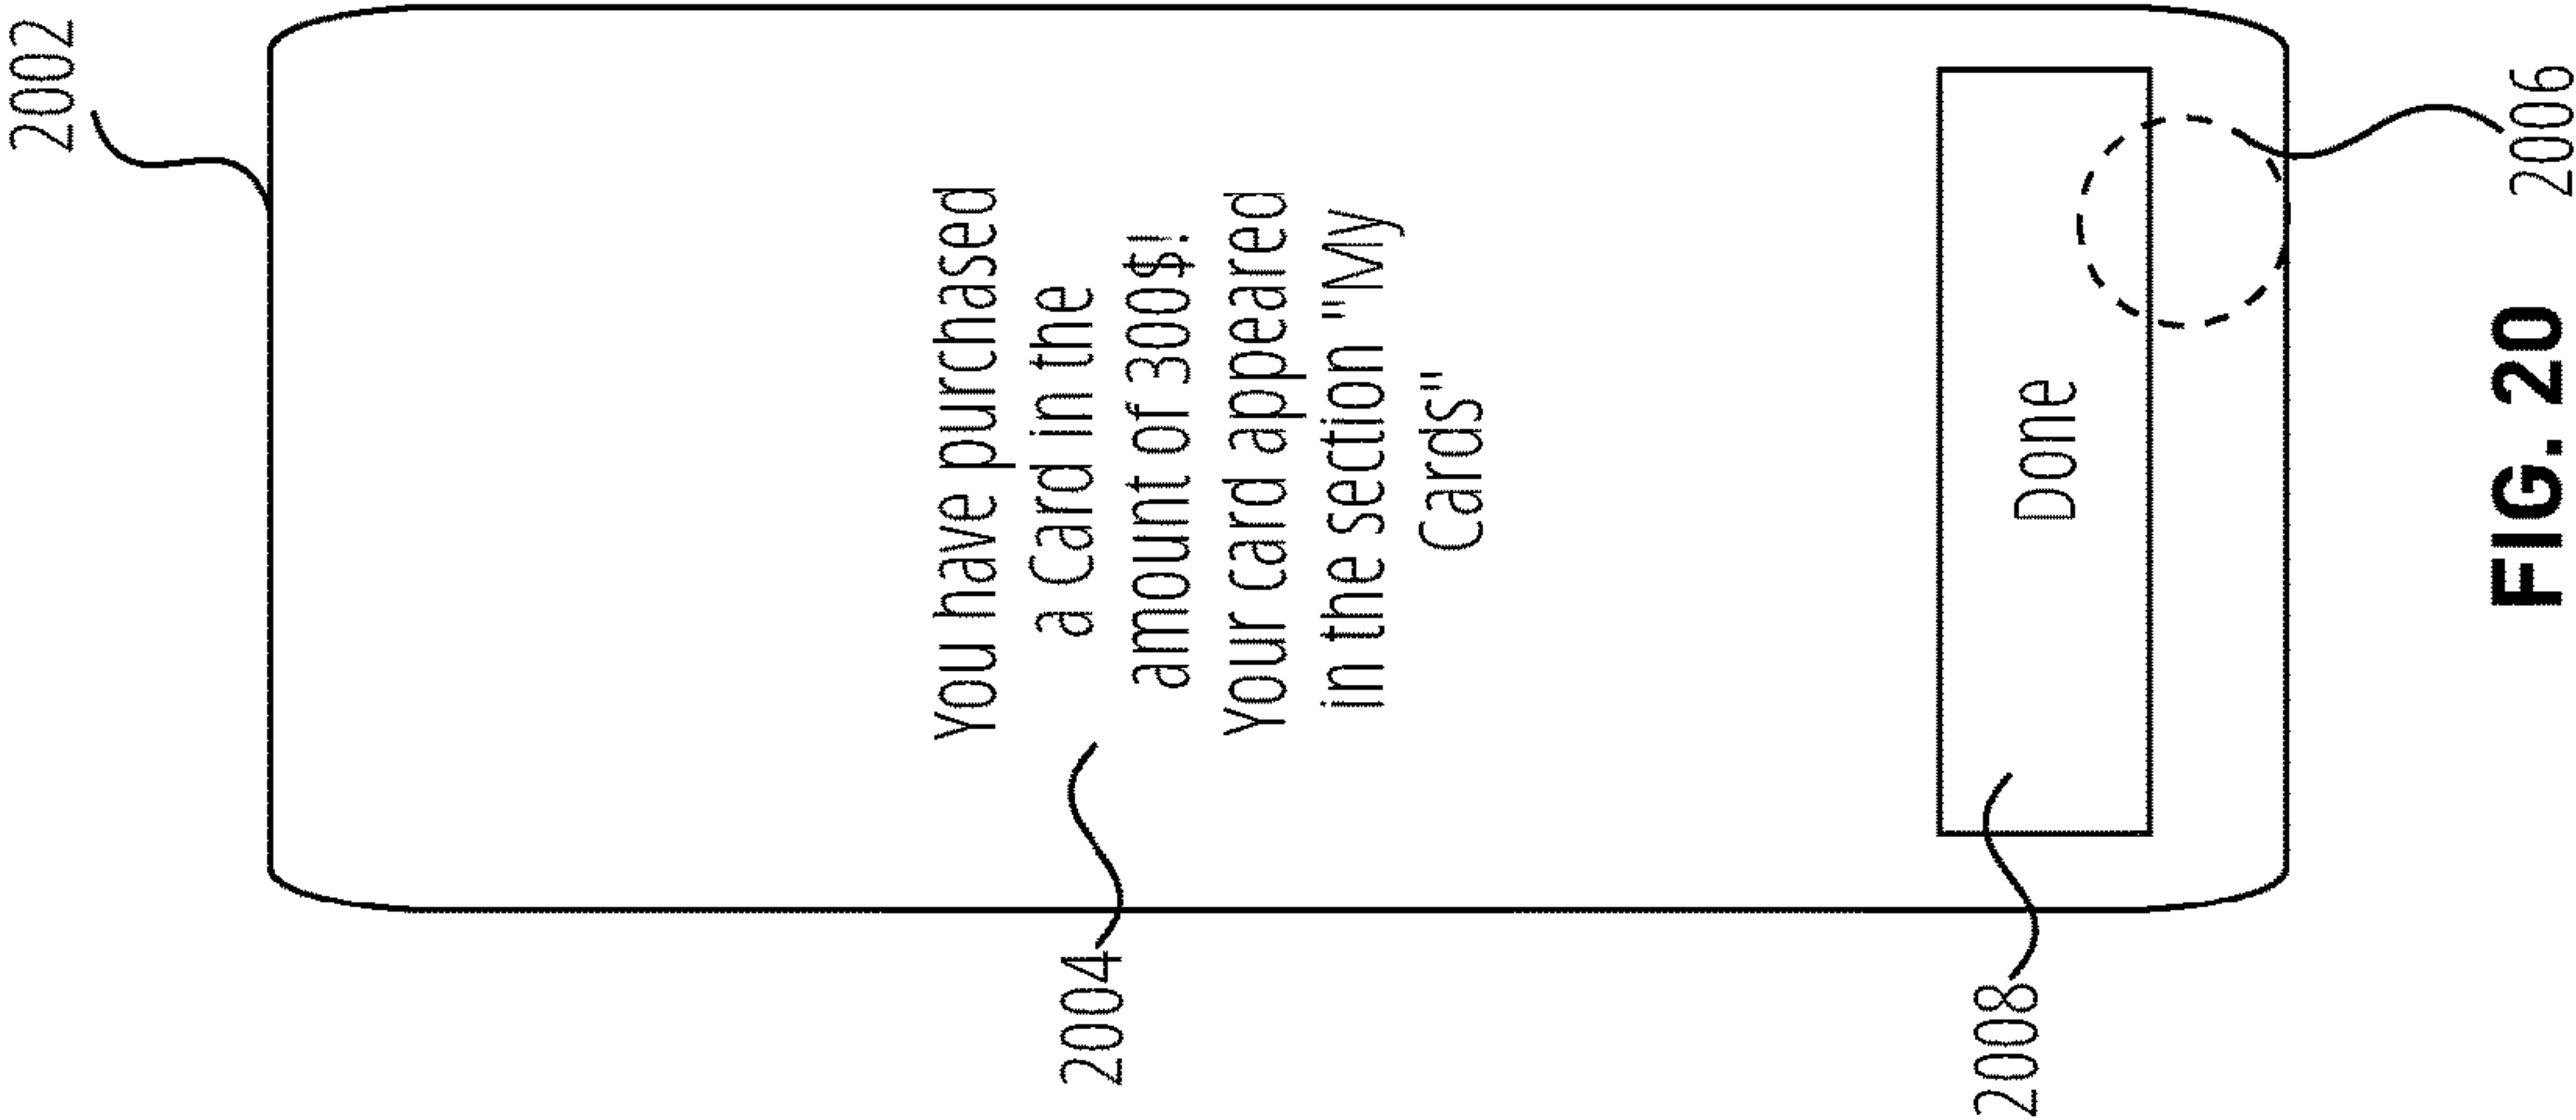 2002
You have purchased
a Card in the
amount of 300$!
Your card appeared
in the section "My
Cards"
2004
Done
2008
2006
FIG. 20